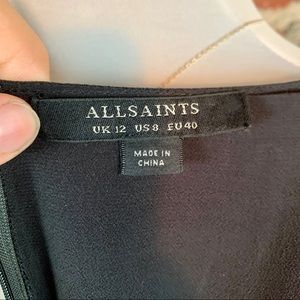 ALLSAINTS
UK 12 US 8 EU 40
MADE IN
CHINA